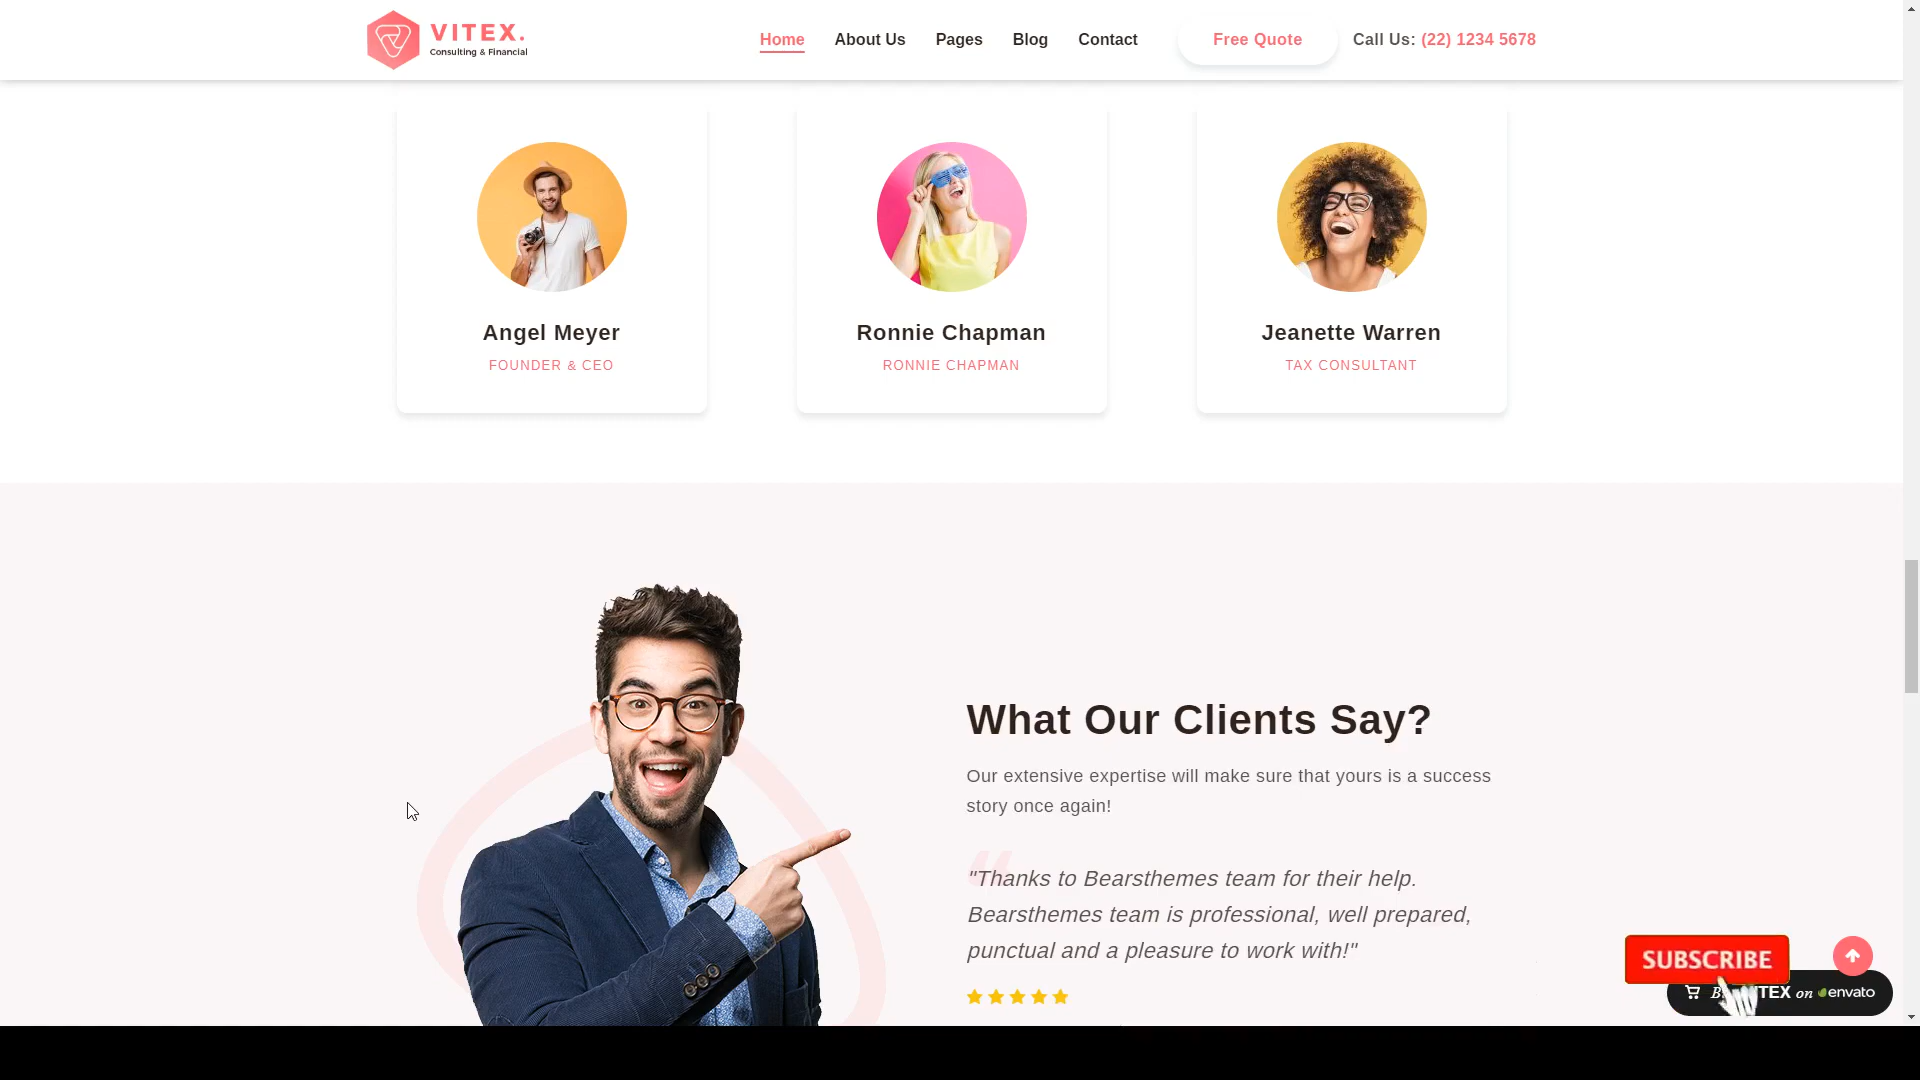 VITEX.
Consulting & Financial
Home About Us Pages Blog Contact Free Quote Call Us: (22) 1234 5678
Angel Meyer
FOUNDER & CEO
Ronnie Chapman
RONNIE CHAPMAN
Jeanette Warren
TAX CONSULTANT
What Our Clients Say?
Our extensive expertise will make sure that yours is a success
story once again!
"Thanks to Bearsthemes team for their help.
Bearsthemes team is professional, well prepared,
punctual and a pleasure to work with!"
SUBSCRIBE
on envato